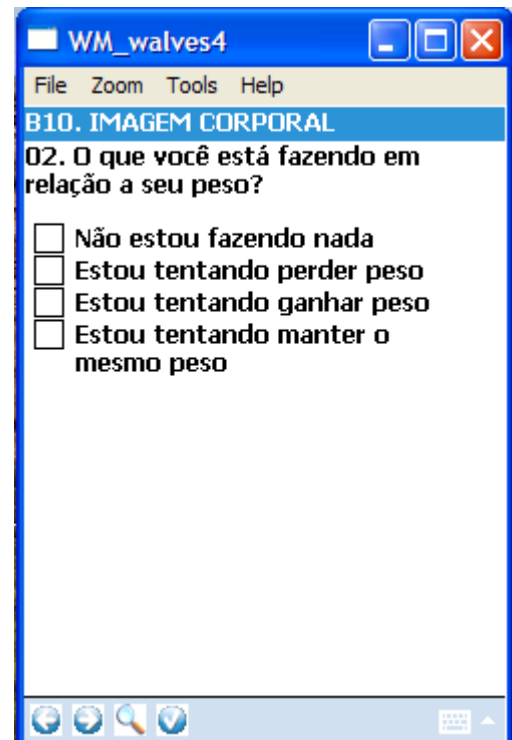 WM_walves4
File Zoom Tools Help
B10. IMAGEM CORPORAL
02. O que você está fazendo em
relação a seu peso?
Não estou fazendo nada
Estou tentando perder peso
Estou tentando ganhar peso
Estou tentando manter o
mesmo peso